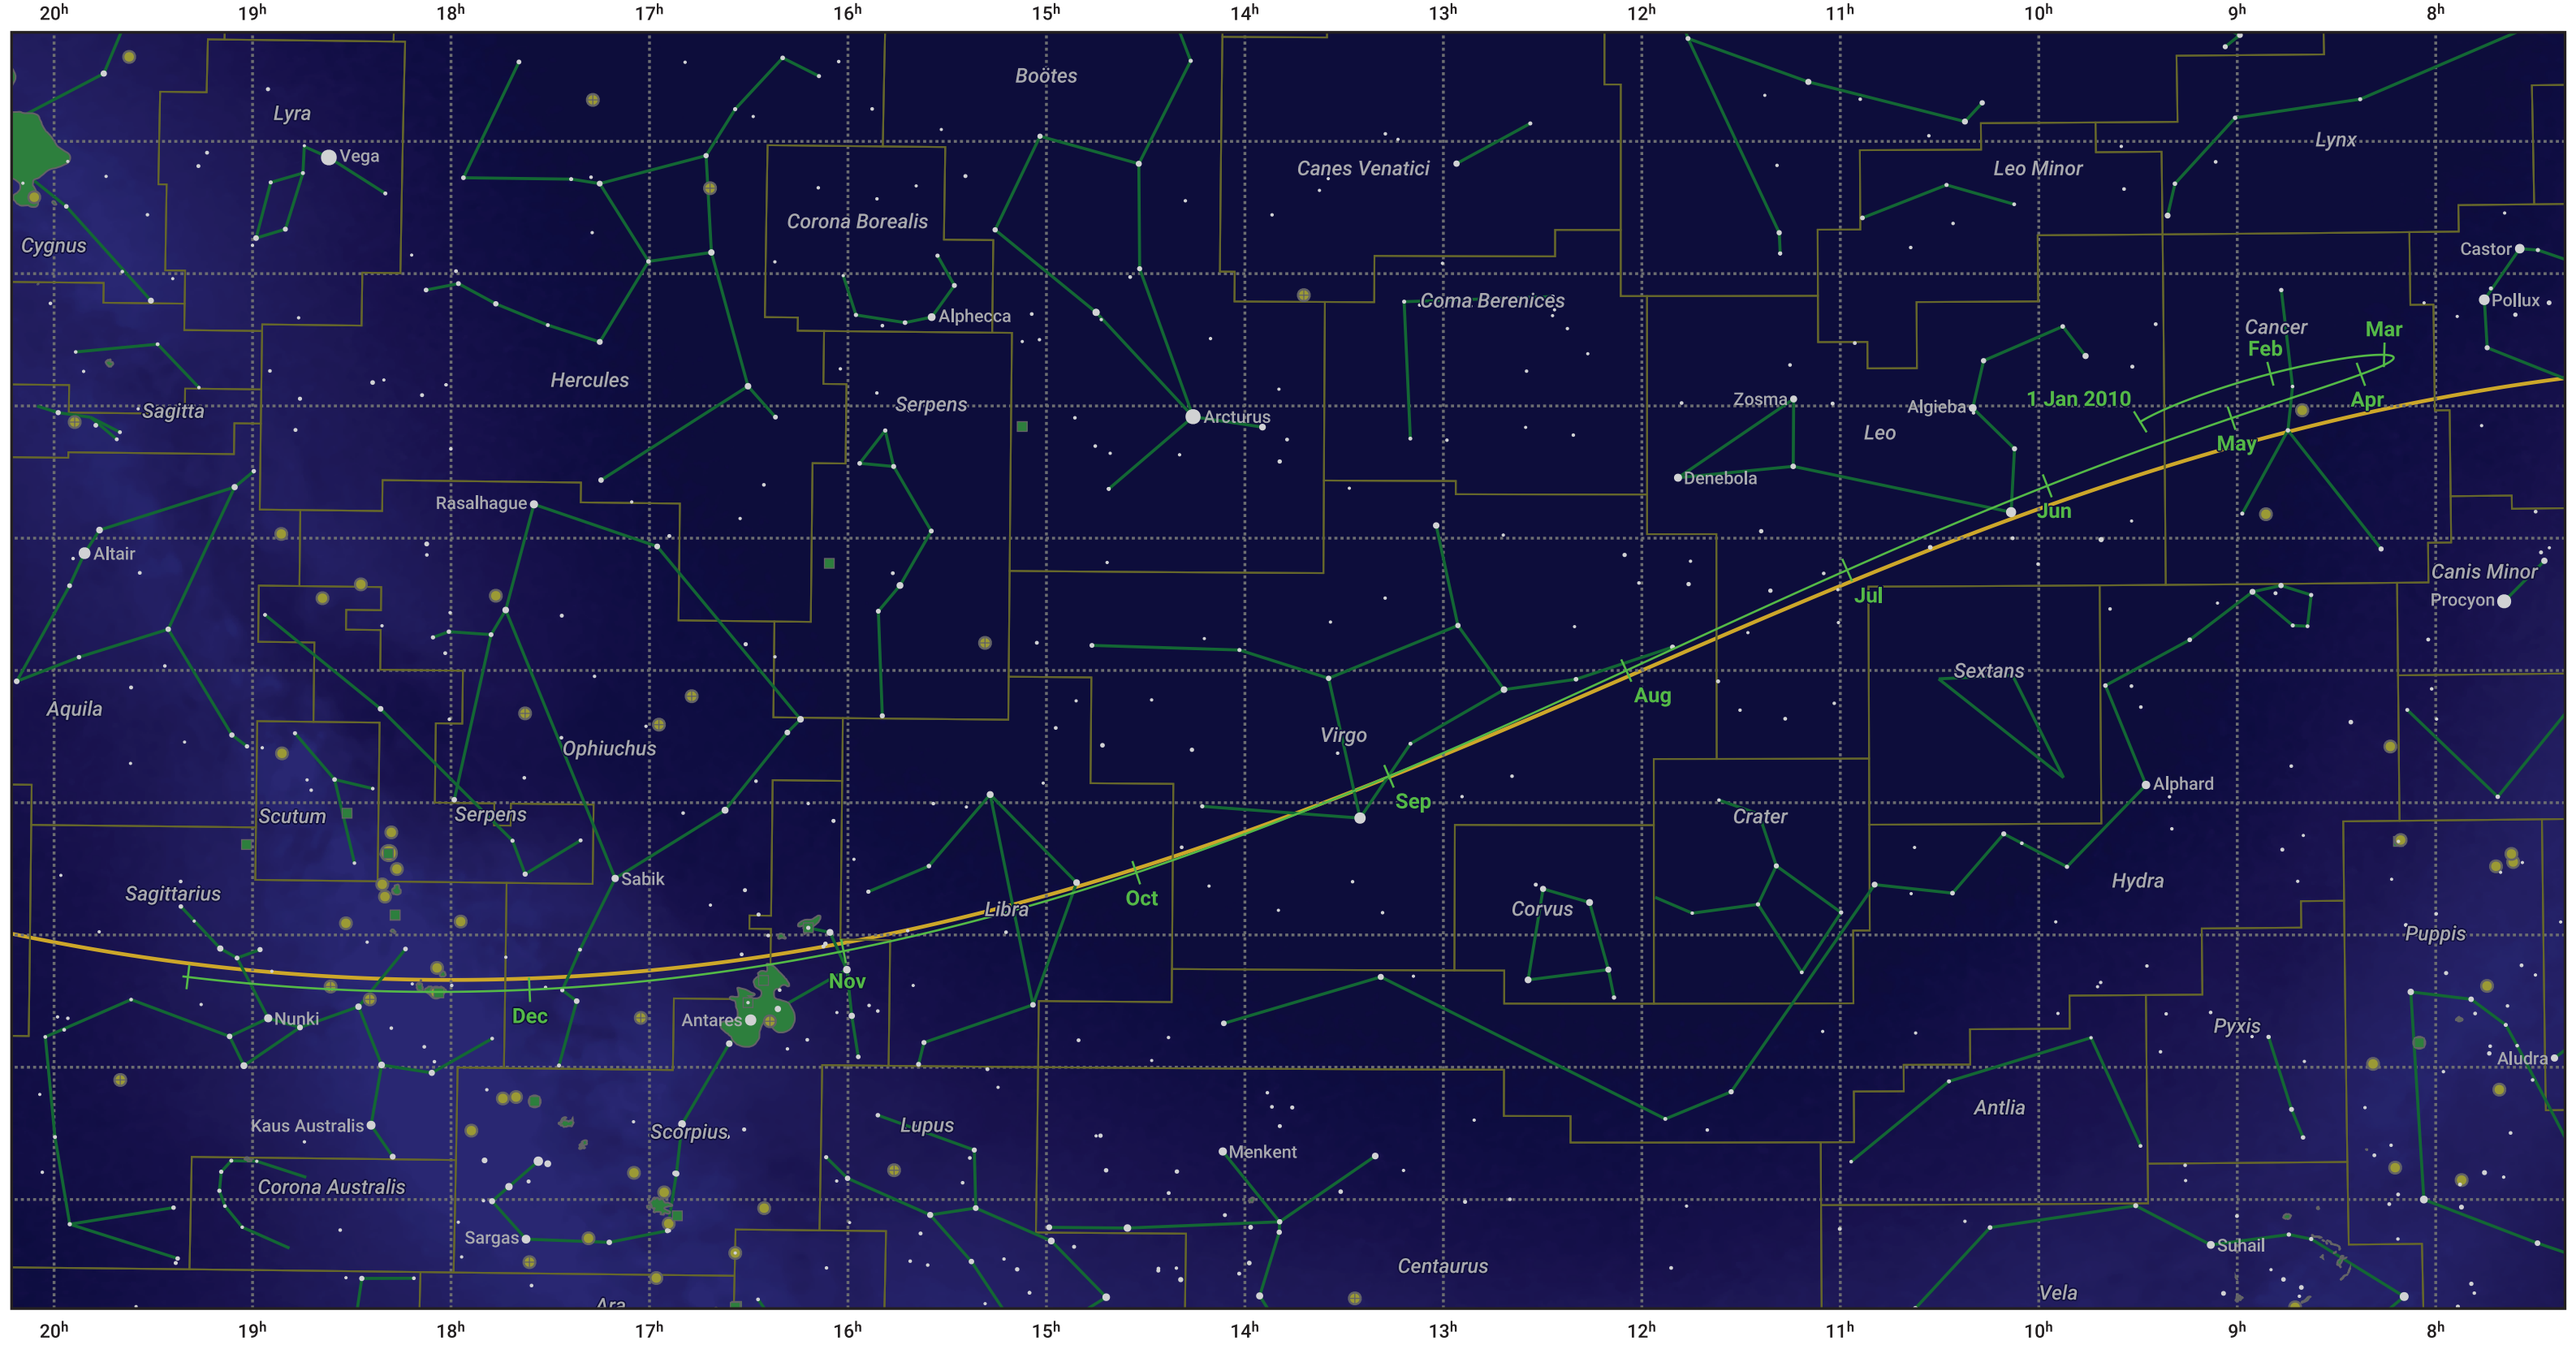 20h 19h 18h 17h 16h 15h 14h 13h 12h 11h 10h 9h 8h
Boötes
Lyra
Vega
Canes Venatici
Leo Minor
Lynx
Corona Borealis
Cygnus
Castor
Pollux
Coma Berenices
Alphecca
Cancer
Mar
Feb
Hercules
Serpens
Sagitta
Arcturus
Zosma
Algieba
1 Jan 2010
Apr
Leo
May
Denebola
Rasalhague
Jun
Altair
Canis Minor
Procyon
Jul
Sextans
Aug
Aquila
Virgo
Ophiuchus
Alphard
Sep
Scutum
Serpens
Crater
Sabik
Hydra
Sagittarius
Oct
Libra
Corvus
Puppis
Nov
Nunki
Dec
Antares
Pyxis
Aludra
Antlia
Kaus Australis
Scorpius
Lupus
Menkent
Corona Australis
Sargas
Suhail
Centaurus
Vela
Ara
20h 19h 18h 17h 16h 15h 14h 13h 12h 11h 10h 9h 8h